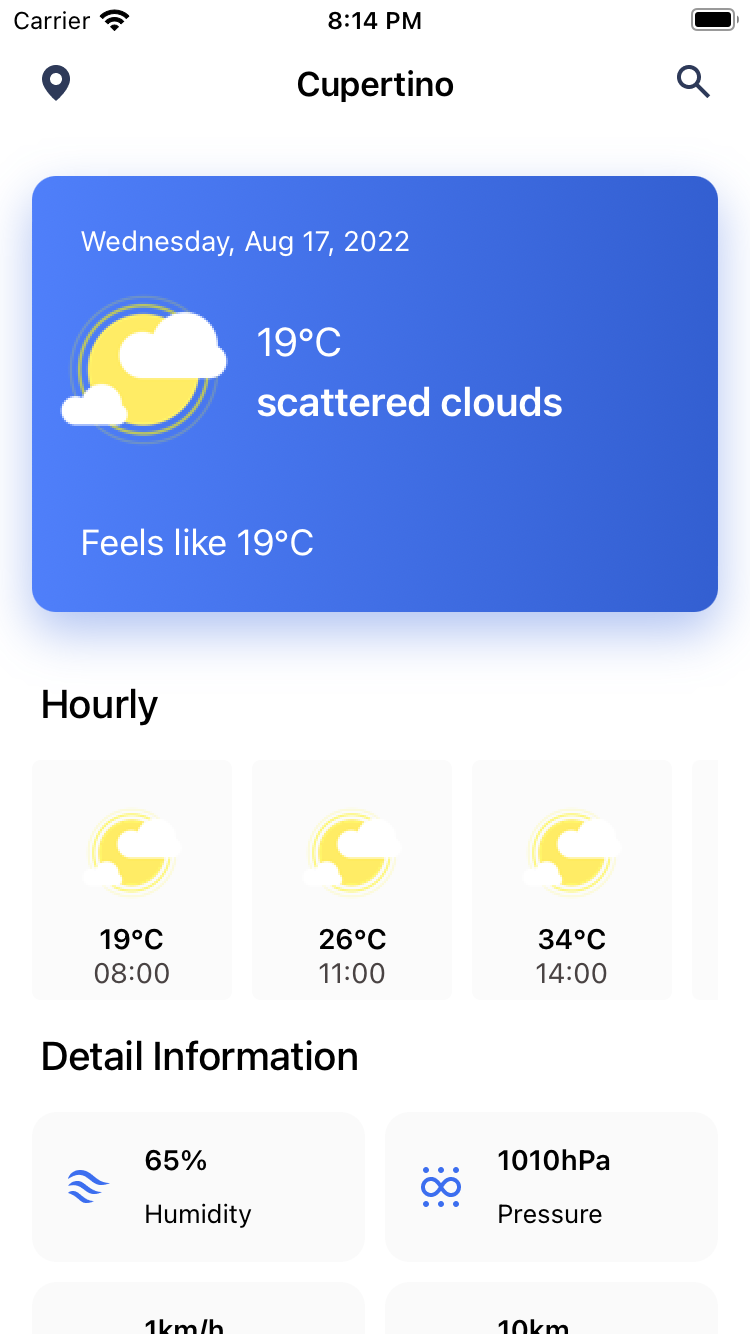 Carrier 8:14 PM
Cupertino
Wednesday, Aug 17, 2022
19°C
scattered clouds
Feels like 19°C
Hourly
19°C 26°C 34°C
08:00 11:00 14:00
Detail Information
65% 1010hPa
Humidity Pressure
1km/h 10km